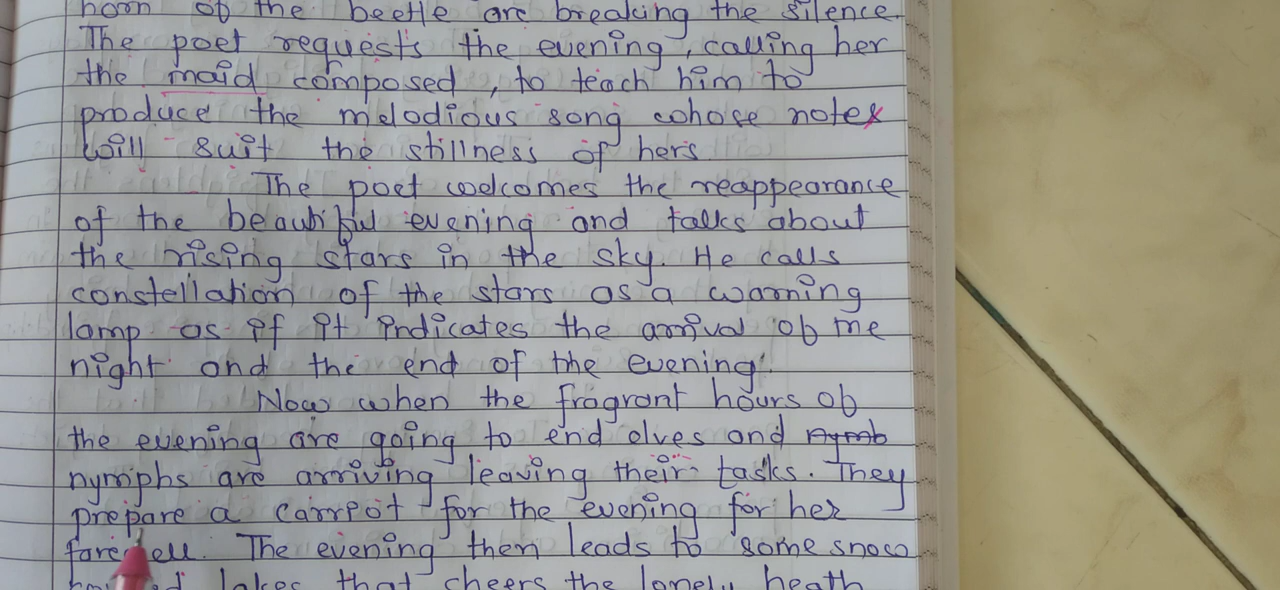 horn of the beetle are breaking the silence.
The poet requests the evening, calling her
the maid composed, to teach him to
produce the melodious song whose notes
will suit the stillness of hers.
The poet welcomes the reappearance
of the beautiful evening and talks about
the rising stars in the sky. He calls
constellation of the stars as a warning
lamp as if it indicates the arrival of the
night and the end of the evening.
Now when the fragrant hours of
the evening are going to end elves and nymb
nymphs are arriving leaving their tasks. They
prepare a carrpot for the evening for her
farewell. The evening then leads to some snow
lakes that cheers the lonely heath